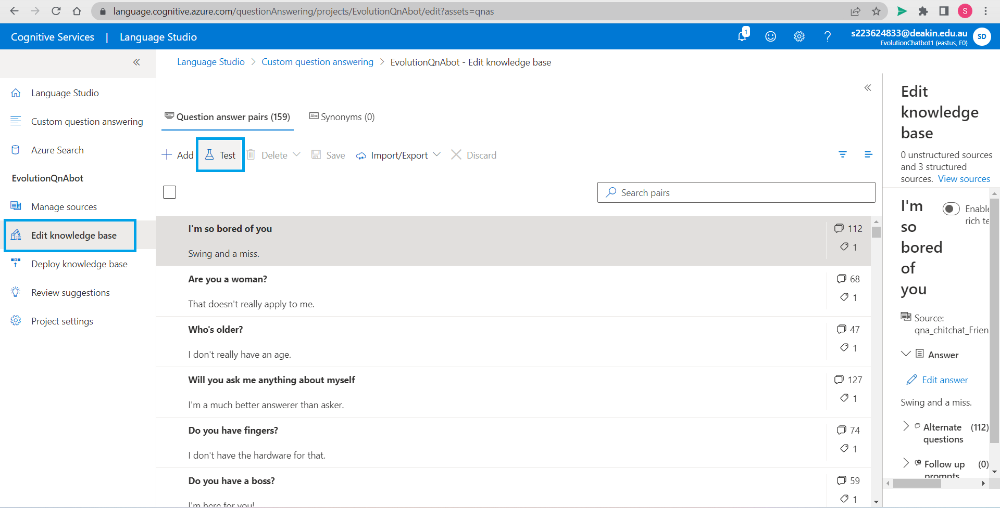 language.cognitive.azure.com/questionAnswering/projects/EvolutionQnAbot/edit?assets=qnas
S
Cognitive Services | Language Studio
1
?
s223624833@deakin.edu.au
EvolutionChatbot1 (eastus, F0)
SD
Language Studio > Custom question answering > EvolutionQnAbot - Edit knowledge base
Language Studio
Custom question answering
Azure Search
EvolutionQnAbot
Manage sources
Edit knowledge base
Deploy knowledge base
Review suggestions
Project settings
Question answer pairs (159)
Abc Synonyms (0)
Add
Test
Delete
Save
Import/Export
Discard
Search pairs
I'm so bored of you
112
Swing and a miss.
1
Are you a woman?
68
That doesn't really apply to me.
1
Who's older?
47
I don't really have an age.
1
Will you ask me anything about myself
127
I'm a much better answerer than asker.
1
Do you have fingers?
74
I don't have the hardware for that.
1
Do you have a boss?
59
I'm here for you!
1
Edit
knowledge
base
0 unstructured sources
and 3 structured
sources. View sources
I'm
so
bored
of
you
Enable
rich te
Source:
qna_chitchat_Frien
Answer
Edit answer
Swing and a miss.
Alternate (112)
questions
Follow up (0)
prompts